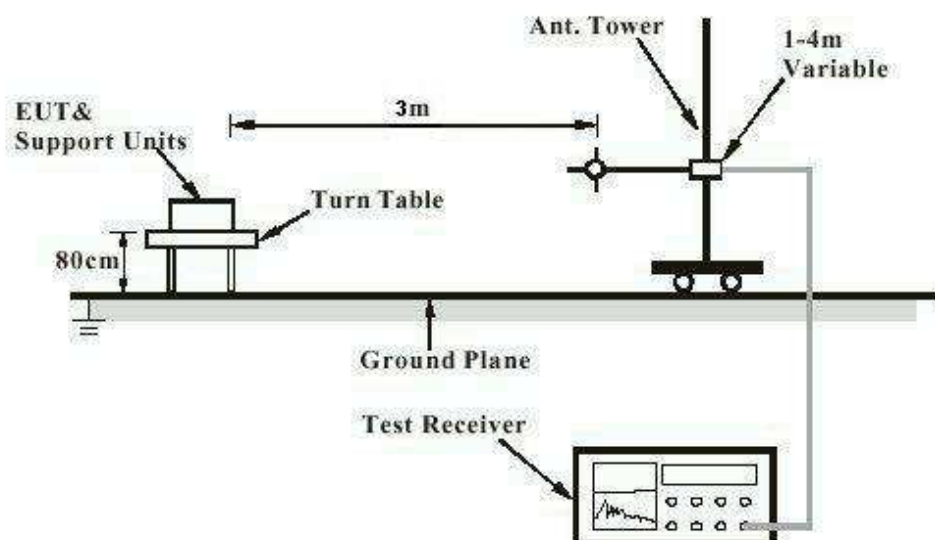 Ant. Tower
1-4m
Variable
EUT&
Support Units
3m
Turn Table
80cm
Ground Plane
Test Receiver